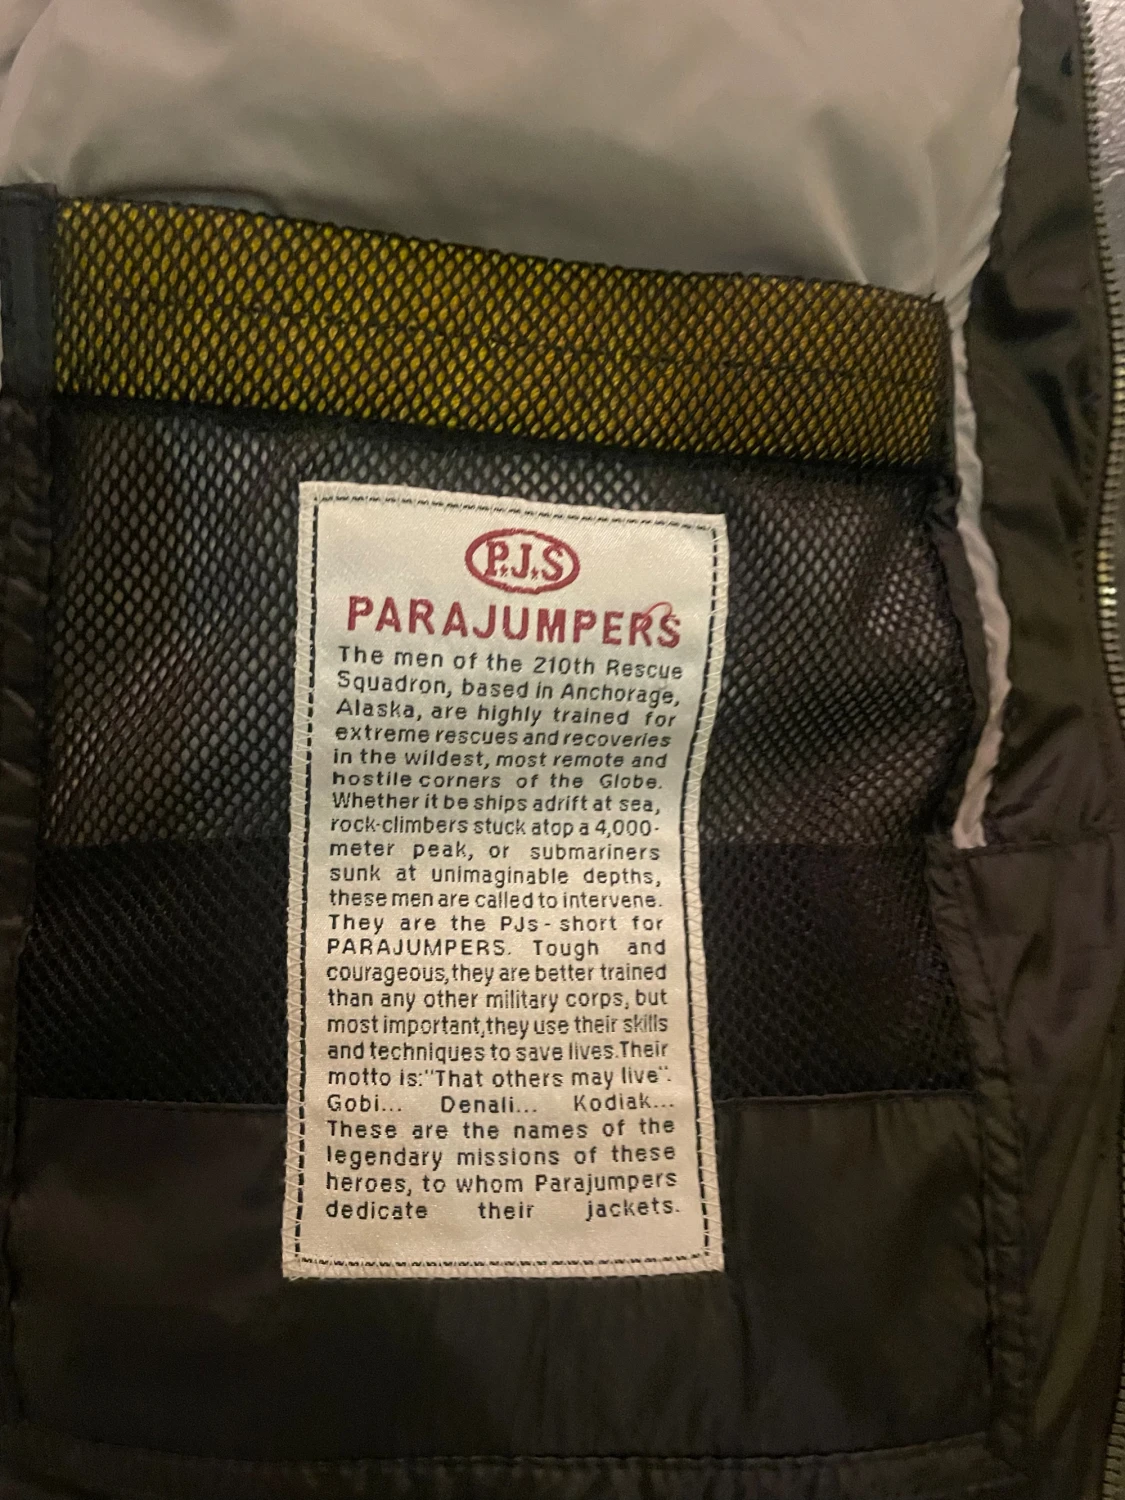 P.J.S
PARAJUMPERS
The men of the 210th Rescue
Squadron, based in Anchorage,
Alaska, are highly trained for
extreme rescues and recoveries
in the wildest, most remote and
hostile corners of the Globe.
Whether it be ships adrift at sea,
rock-climbers stuck atop a 4,000-
meter peak, or submariners
sunk at unimaginable depths,
these men are called to intervene.
They are the PJs - short for
PARAJUMPERS. Tough and
courageous, they are better trained
than any other military corps, but
most important, they use their skills
and techniques to save lives. Their
motto is: "That others may live".
Gobi... Denali... Kodiak...
These are the names of the
legendary missions of these
heroes, to whom Parajumpers
dedicate their jackets.